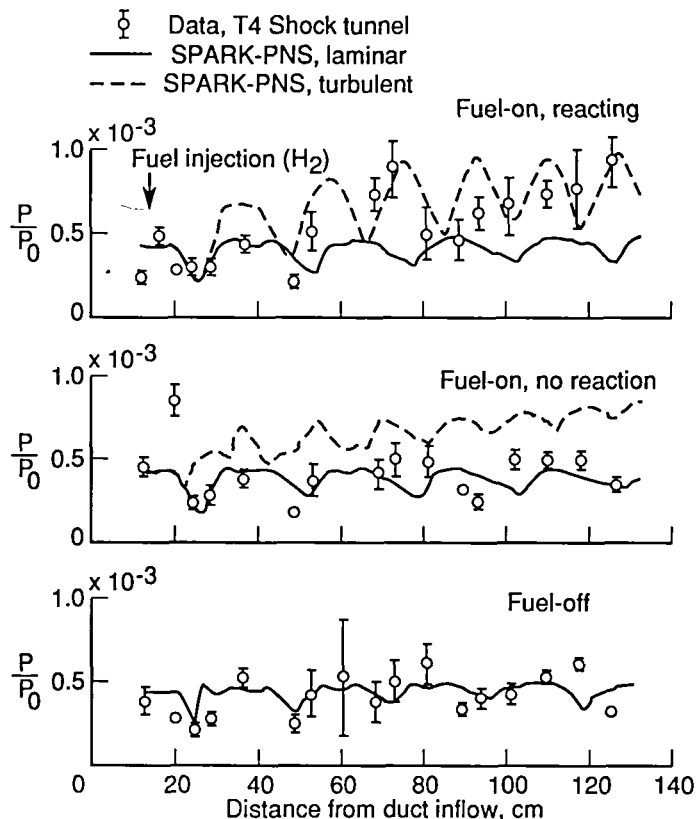 Data, T4 Shock tunnel
SPARK-PNS, laminar
SPARK-PNS, turbulent
Fuel-on, reacting
1.0 x 10-3
Fuel injection (H2)
P/P0
0.5
0
Fuel-on, no reaction
1.0 x 10-3
P/P0
0.5
0
Fuel-off
1.0 x 10-3
P/P0
0.5
0 20 40 60 80 100 120 140
Distance from duct inflow, cm